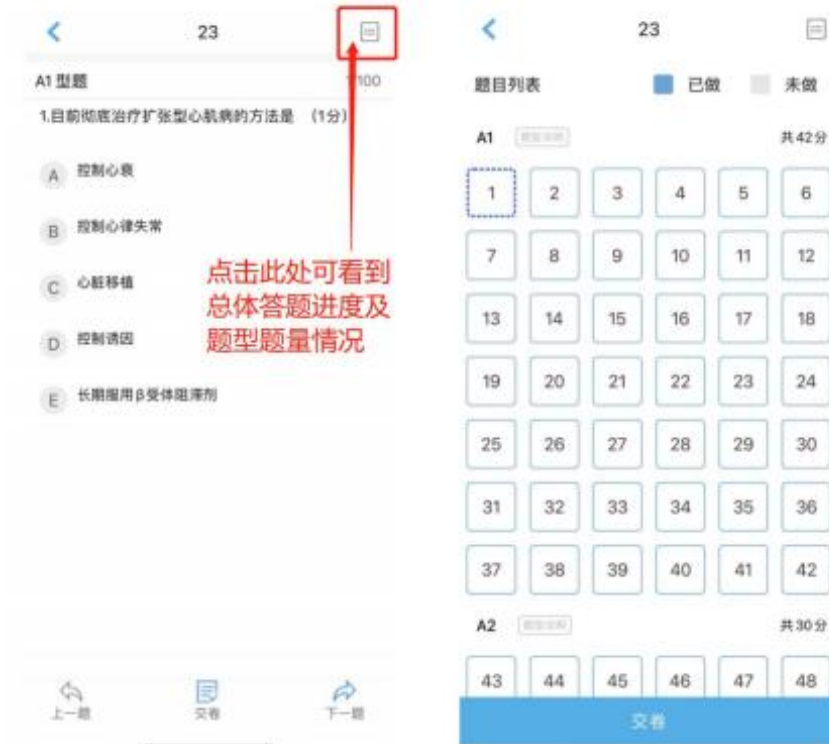 23
A1 型题
100
1.目前彻底治疗扩张型心肌病的方法是 (1分)
A 控制心衰
B 控制心律失常
C 心脏移植
D 控制诱因
E 长期服用β受体阻滞剂
点击此处可看到
总体答题进度及
题型题量情况
上一题 交卷 下一题
23
题目列表 已做 未做
A1 共42分
1 2 3 4 5 6
7 8 9 10 11 12
13 14 15 16 17 18
19 20 21 22 23 24
25 26 27 28 29 30
31 32 33 34 35 36
37 38 39 40 41 42
A2 共30分
43 44 45 46 47 48
交卷